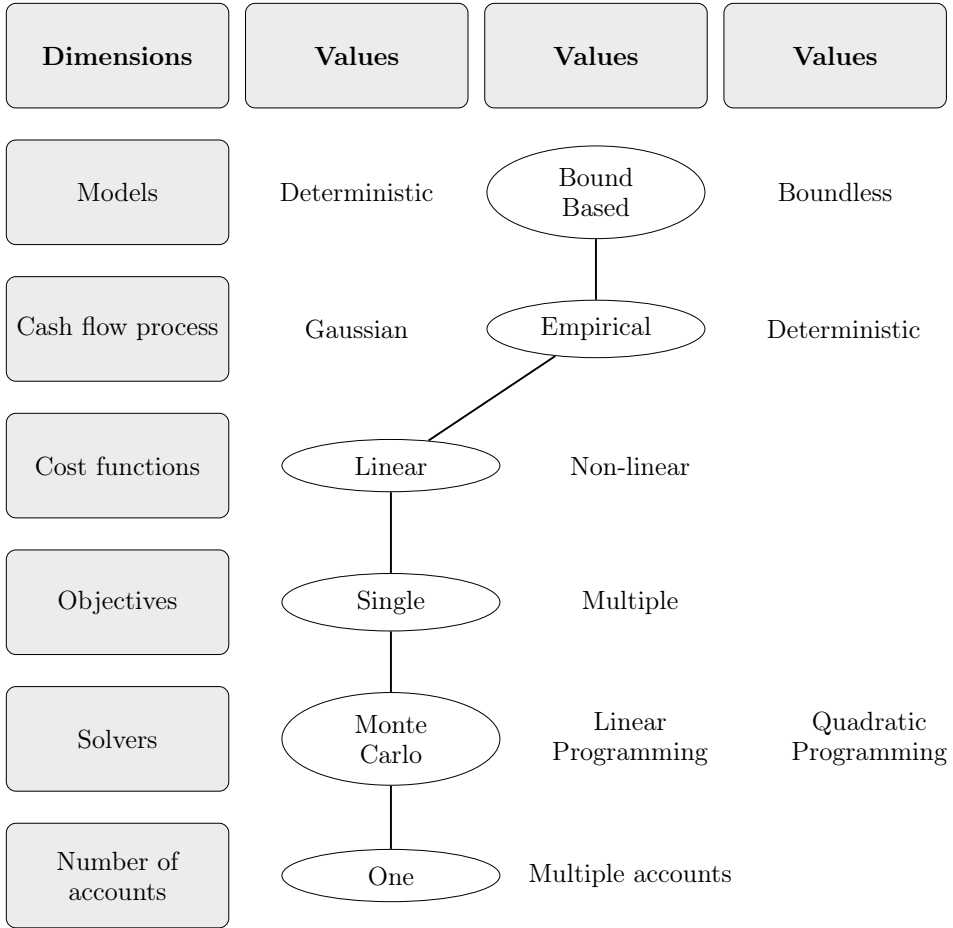 Dimensions Values Values Values
Models Deterministic Bound Based Boundless
Cash flow process Gaussian Empirical Deterministic
Cost functions Linear Non-linear
Objectives Single Multiple
Solvers Monte Carlo Linear Programming Quadratic Programming
Number of accounts One Multiple accounts